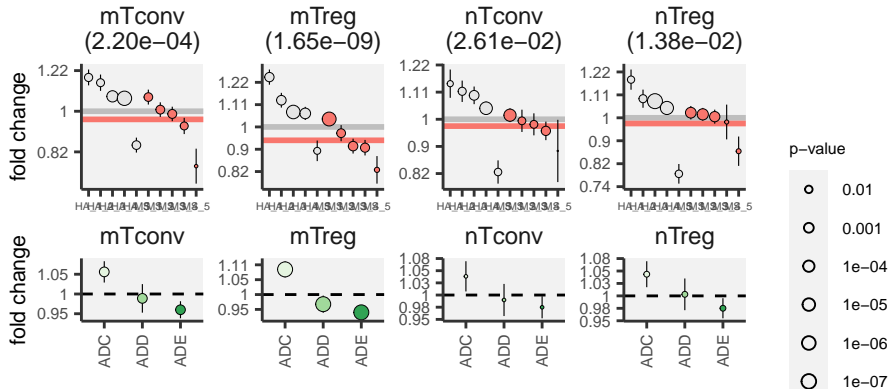 mTconv
(2.20e−04)
mTreg
(1.65e−09)
nTconv
(2.61e−02)
nTreg
(1.38e−02)
fold change
1.22
1
0.82
1.22
1.11
1
0.9
0.82
1.22
1.11
1
0.9
0.82
1.22
1.11
1
0.9
0.82
0.74
p−value
0.01
0.001
1e−04
1e−05
1e−06
1e−07
mTconv
mTreg
nTconv
nTreg
fold change
1.05
1
0.95
1.11
1.05
1
0.95
1.08
1.05
1.03
1
0.98
0.95
1.08
1.05
1.03
1
0.98
0.95
ADC
ADD
ADE
ADC
ADD
ADE
ADC
ADD
ADE
ADC
ADD
ADE